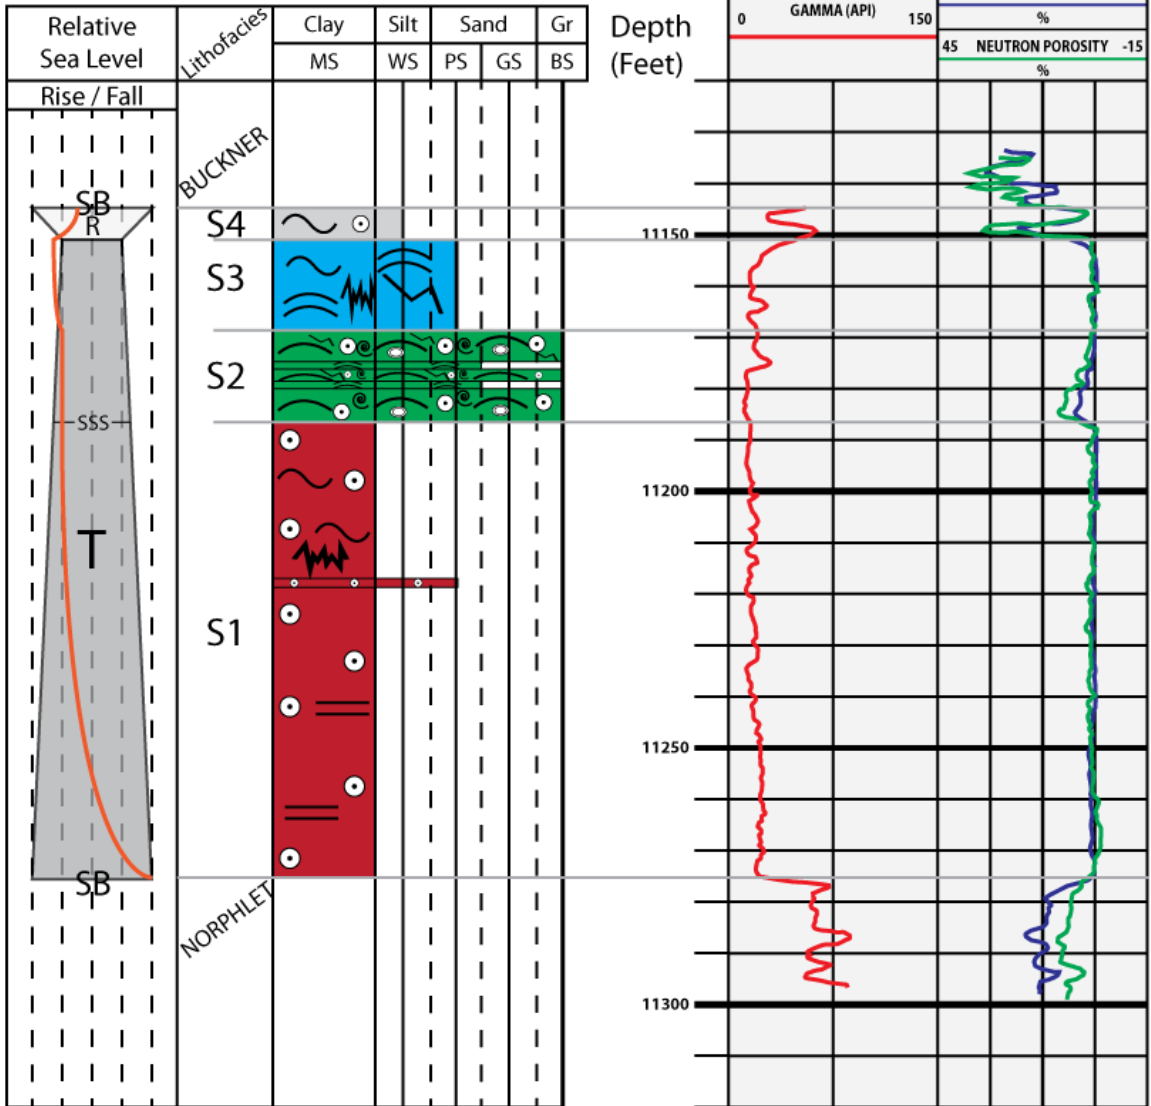 Relative
Sea Level
Rise / Fall
Lithofacies
Clay Silt Sand Gr
MS WS PS GS BS
Depth
(Feet)
0 GAMMA (API) 150
%
45 NEUTRON POROSITY -15
%
BUCKNER
SB
R
S4
11150
S3
S2
SSS
11200
T
S1
11250
SB
NORPHLET
11300